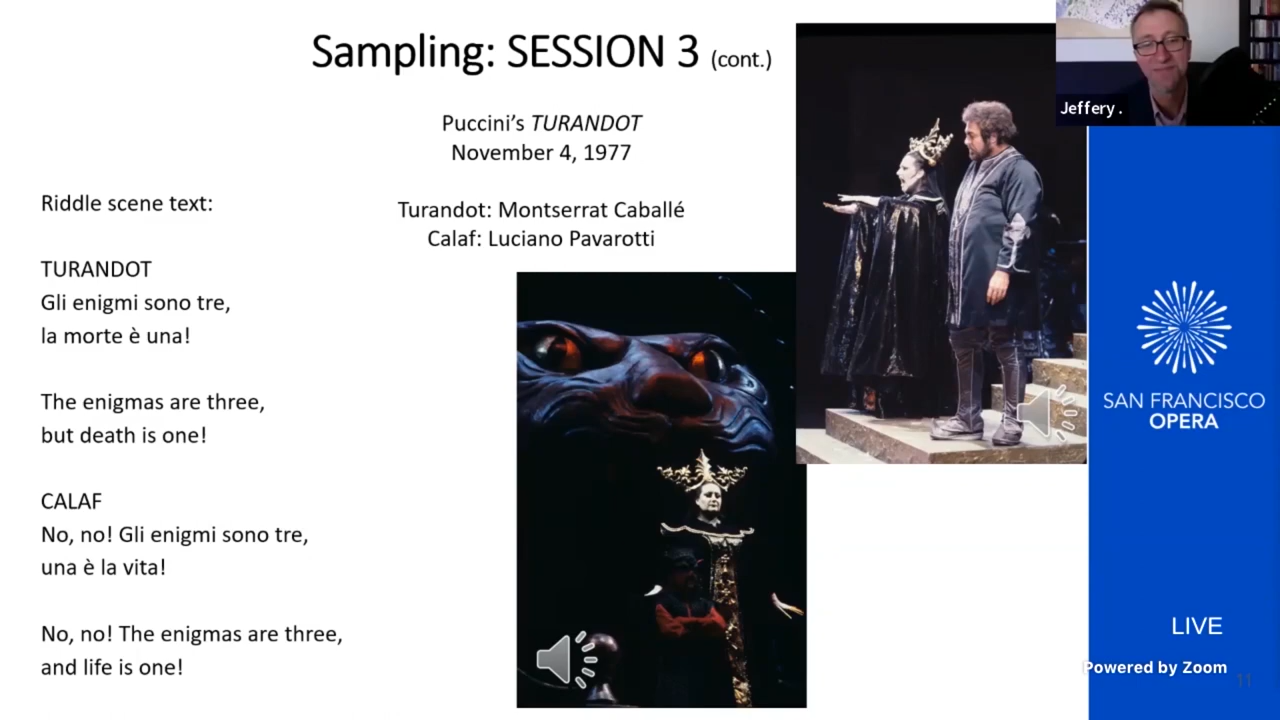 Sampling: SESSION 3 (cont.)
Puccini's TURANDOT
November 4, 1977
Turandot: Montserrat Caballé
Calaf: Luciano Pavarotti
Riddle scene text:
TURANDOT
Gli enigmi sono tre,
la morte è una!
The enigmas are three,
but death is one!
CALAF
No, no! Gli enigmi sono tre,
una è la vita!
No, no! The enigmas are three,
and life is one!
Jeffery .
SAN FRANCISCO
OPERA
LIVE
Powered by Zoom
11